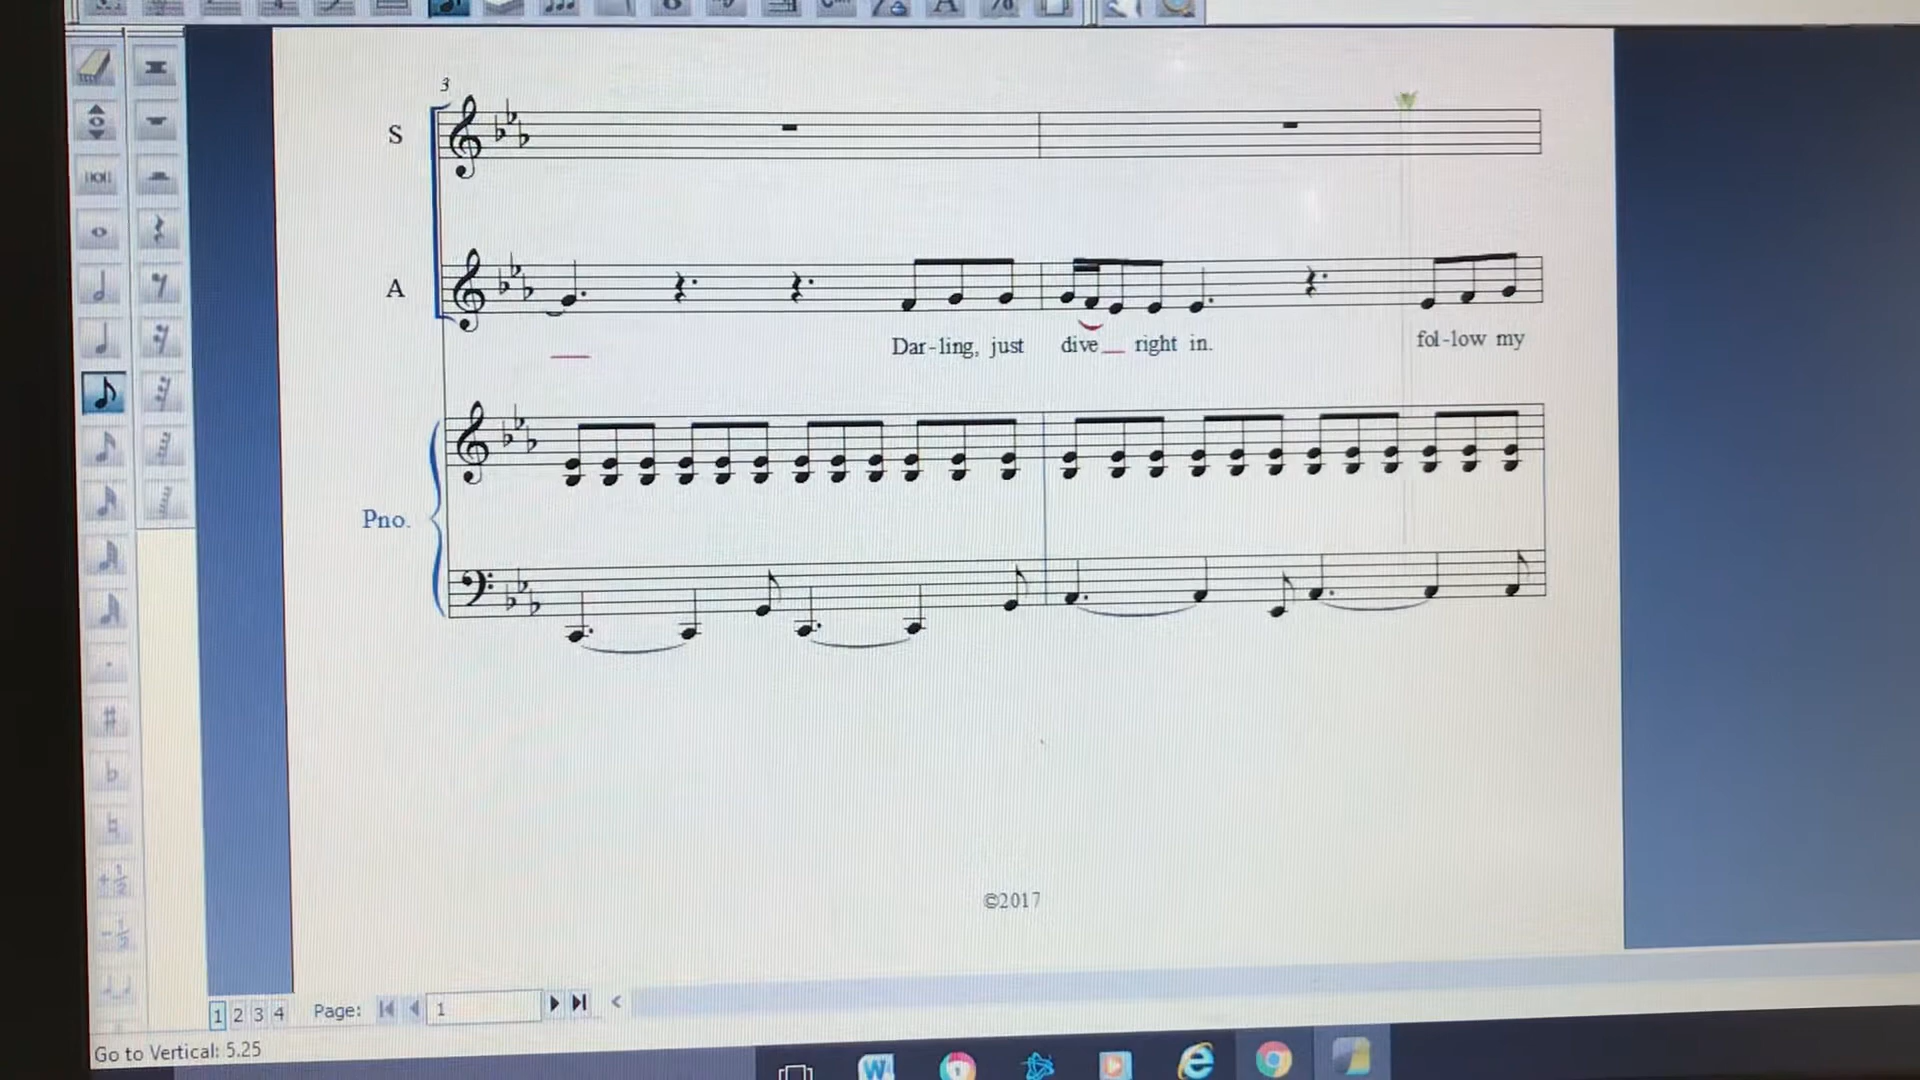 3
S
A
Dar-ling, just dive__ right in. fol-low my
Pno.
©2017
1 2 3 4 Page: 1
Go to Vertical: 5.25